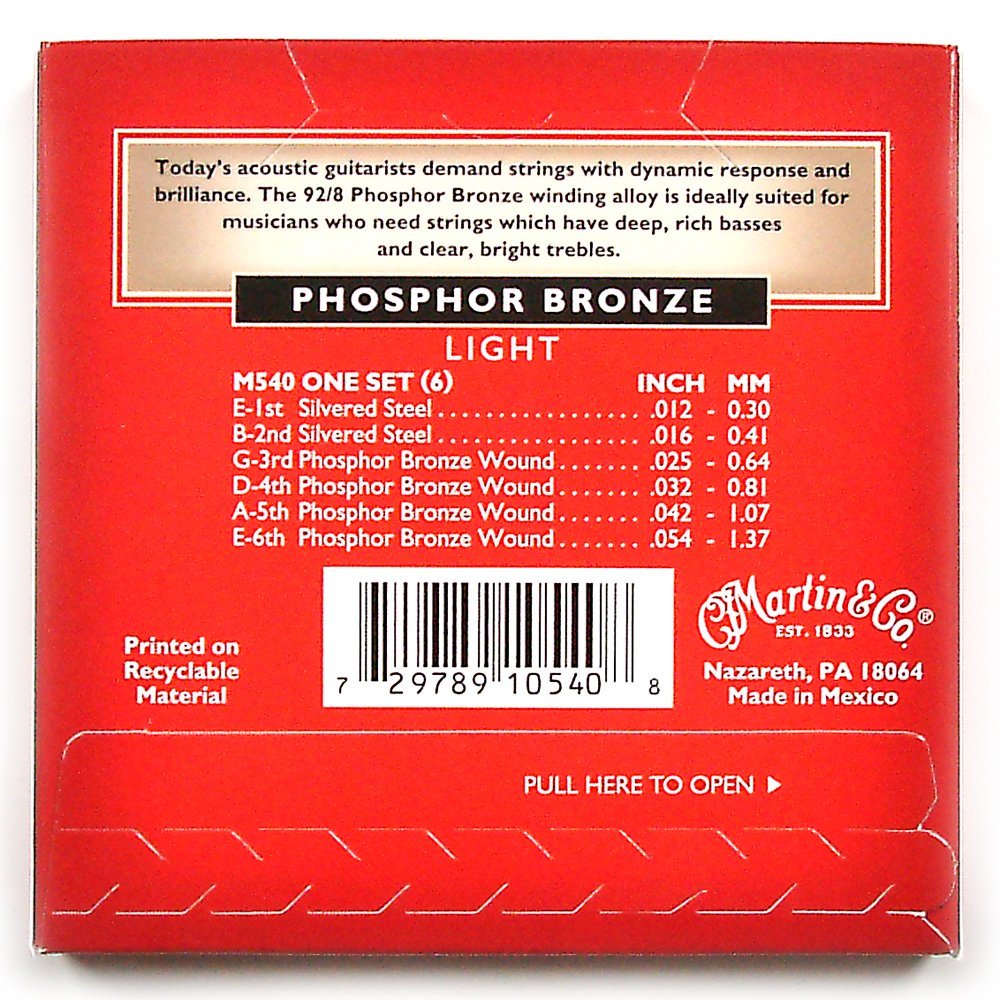 Today's acoustic guitarists demand strings with dynamic response and
brilliance. The 92/8 Phosphor Bronze winding alloy is ideally suited for
musicians who need strings which have deep, rich basses
and clear, bright trebles.
PHOSPHOR BRONZE
LIGHT
M540 ONE SET (6) INCH MM
E-1st Silvered Steel.................. .012 - 0.30
B-2nd Silvered Steel.................. .016 - 0.41
G-3rd Phosphor Bronze Wound........ .025 - 0.64
D-4th Phosphor Bronze Wound........ .032 - 0.81
A-5th Phosphor Bronze Wound........ .042 - 1.07
E-6th Phosphor Bronze Wound........ .054 - 1.37
Printed on
Recyclable
Material
7 29789 10540 8
CF Martin & Co.®
EST. 1833
Nazareth, PA 18064
Made in Mexico
PULL HERE TO OPEN ▶